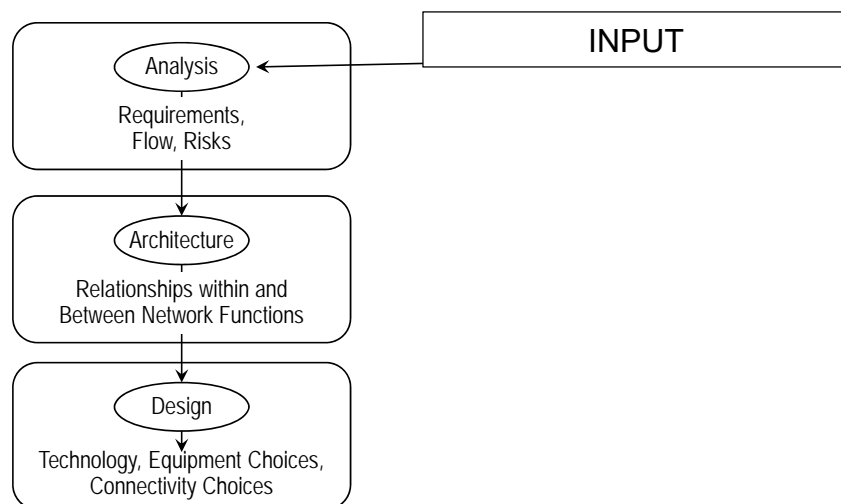 INPUT
Analysis
Requirements,
Flow, Risks
Architecture
Relationships within and
Between Network Functions
Design
Technology, Equipment Choices,
Connectivity Choices